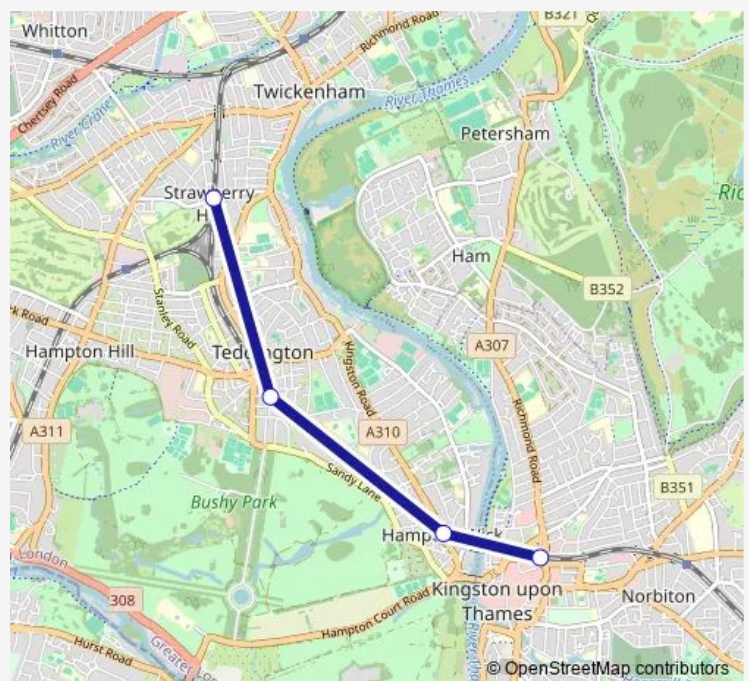 B321
Whitton
Richmond Road
Twickenham
River Thames
Chertsey Road
River Crane
Petersham
Strawberry
Ham
B352
Stanley Road
Hampton Hill
Teddington
Kingston Road
A307
Richmond Road
A311
A310
Sandy Lane
B351
Bushy Park
London
308
Kingston upon
Thames
Norbiton
Hampton Court Road
Hurst Road
© OpenStreetMap contributors